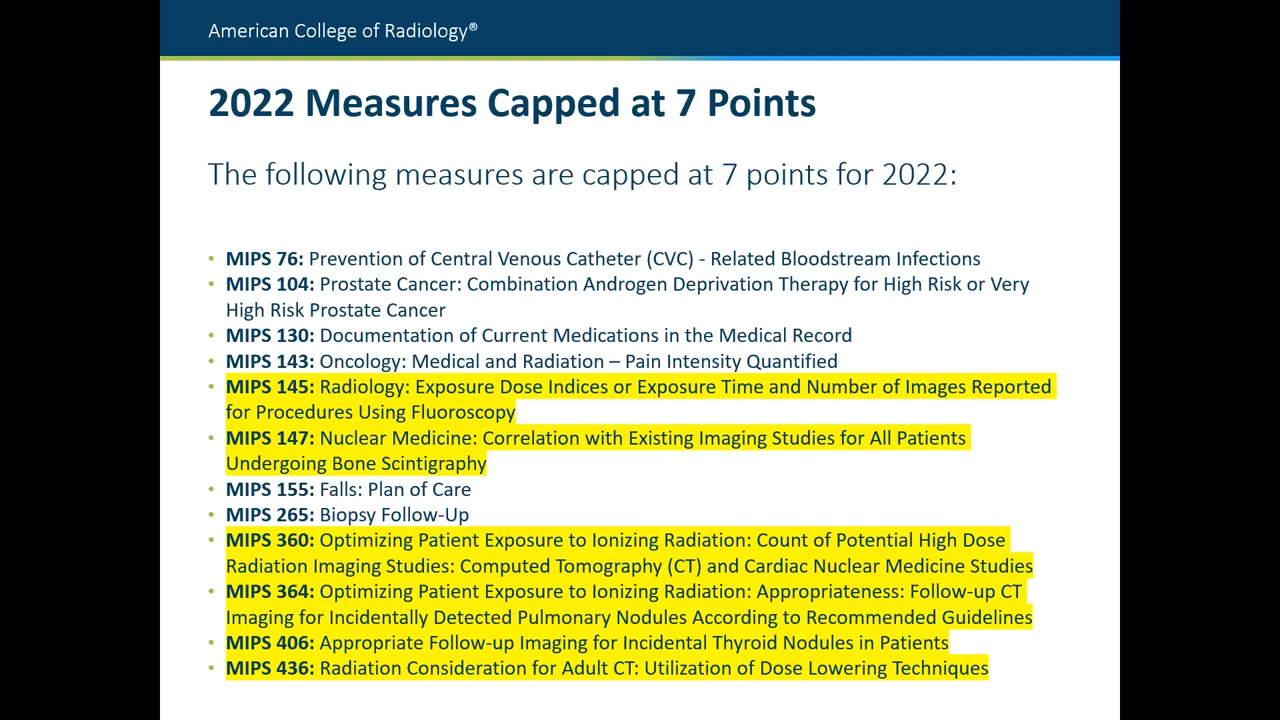 American College of Radiology®
2022 Measures Capped at 7 Points
The following measures are capped at 7 points for 2022:
• MIPS 76: Prevention of Central Venous Catheter (CVC) - Related Bloodstream Infections
• MIPS 104: Prostate Cancer: Combination Androgen Deprivation Therapy for High Risk or Very
High Risk Prostate Cancer
• MIPS 130: Documentation of Current Medications in the Medical Record
• MIPS 143: Oncology: Medical and Radiation – Pain Intensity Quantified
• MIPS 145: Radiology: Exposure Dose Indices or Exposure Time and Number of Images Reported
for Procedures Using Fluoroscopy
• MIPS 147: Nuclear Medicine: Correlation with Existing Imaging Studies for All Patients
Undergoing Bone Scintigraphy
• MIPS 155: Falls: Plan of Care
• MIPS 265: Biopsy Follow-Up
• MIPS 360: Optimizing Patient Exposure to Ionizing Radiation: Count of Potential High Dose
Radiation Imaging Studies: Computed Tomography (CT) and Cardiac Nuclear Medicine Studies
• MIPS 364: Optimizing Patient Exposure to Ionizing Radiation: Appropriateness: Follow-up CT
Imaging for Incidentally Detected Pulmonary Nodules According to Recommended Guidelines
• MIPS 406: Appropriate Follow-up Imaging for Incidental Thyroid Nodules in Patients
• MIPS 436: Radiation Consideration for Adult CT: Utilization of Dose Lowering Techniques